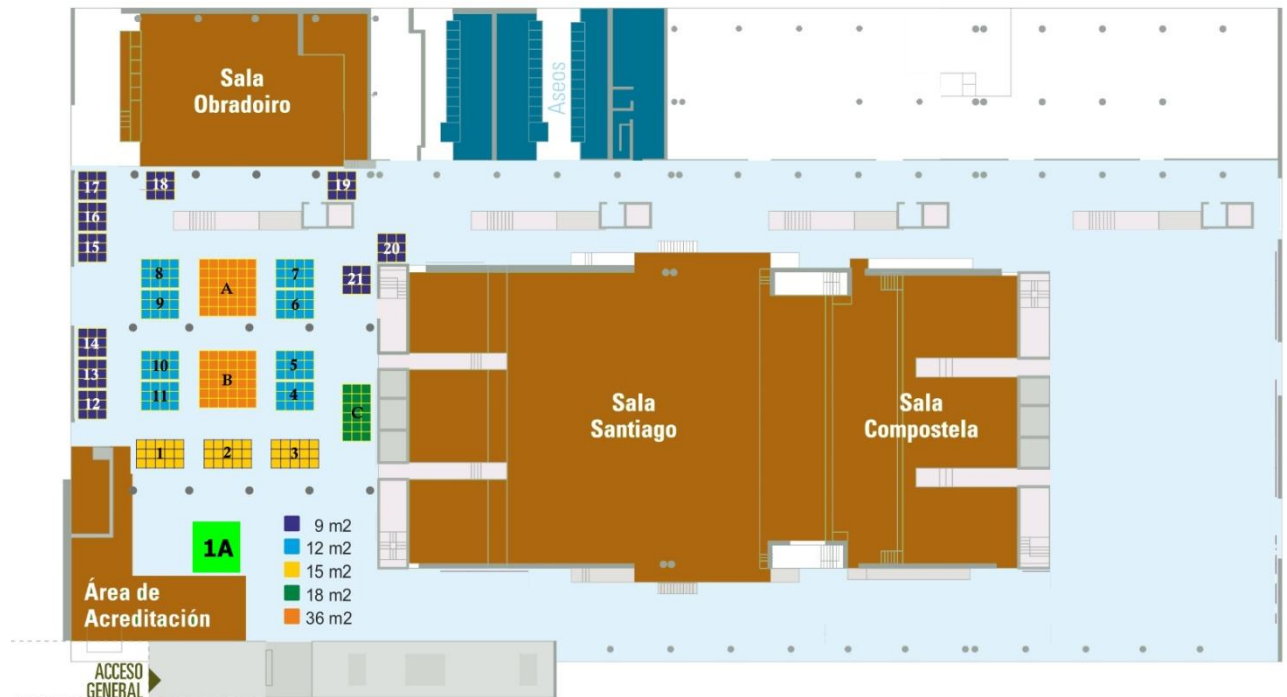 Sala
Obradoiro
Aseos
17
18
19
16
15
20
8
A
7
21
9
6
14
10
B
5
13
11
4
12
C
Sala
Santiago
Sala
Compostela
1
2
3
1A
9 m2
12 m2
15 m2
18 m2
36 m2
Área de
Acreditación
ACCESO
GENERAL